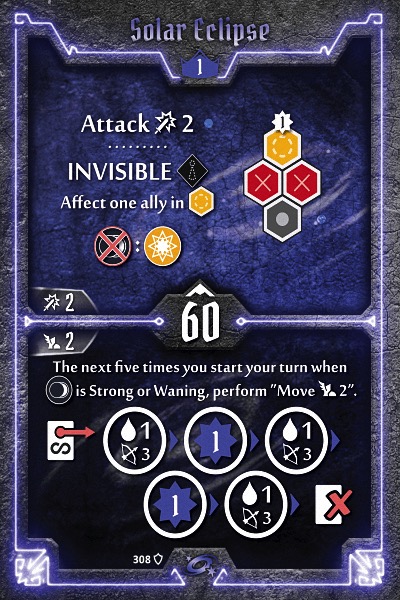 Solar Eclipse
1
Attack 2
1
INVISIBLE
Affect one ally in
:
2
60
2
The next five times you start your turn when
is Strong or Waning, perform "Move 2".
1
3
1
1
3
1
1
3
308